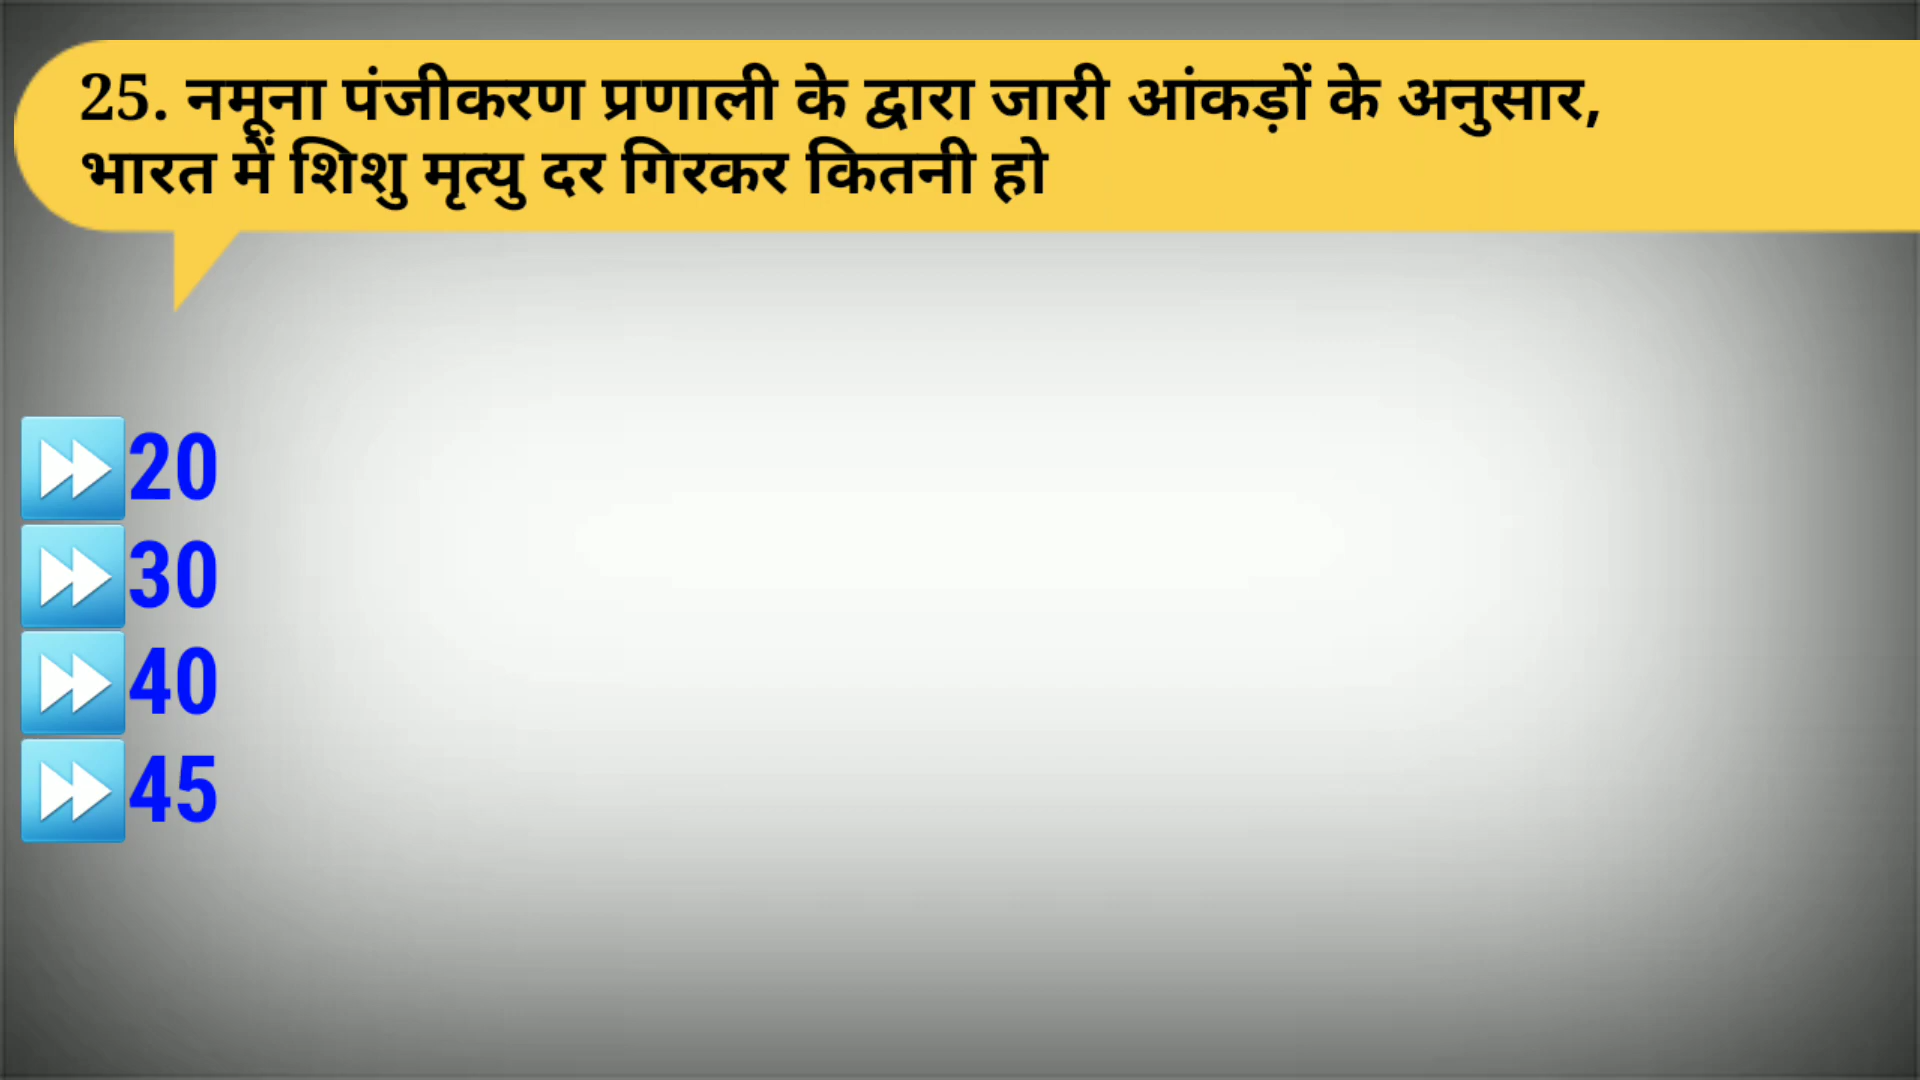 25. नमूना पंजीकरण प्रणाली के द्वारा जारी आंकड़ों के अनुसार,
भारत में शिशु मृत्यु दर गिरकर कितनी हो
20
30
40
45